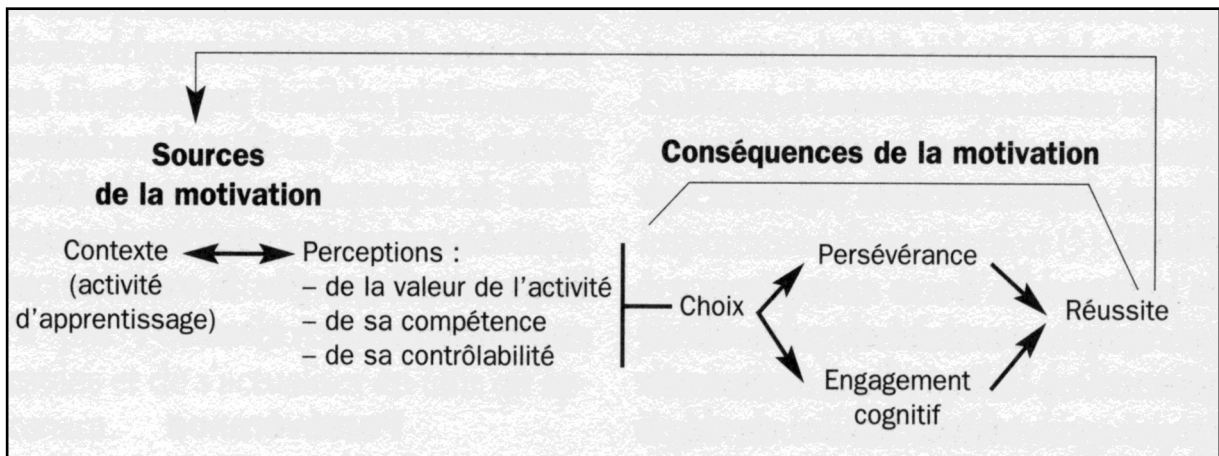 Sources
de la motivation
Contexte
(activité
d'apprentissage)
Perceptions :
– de la valeur de l'activité
– de sa compétence
– de sa contrôlabilité
Conséquences de la motivation
Choix
Persévérance
Engagement
cognitif
Réussite